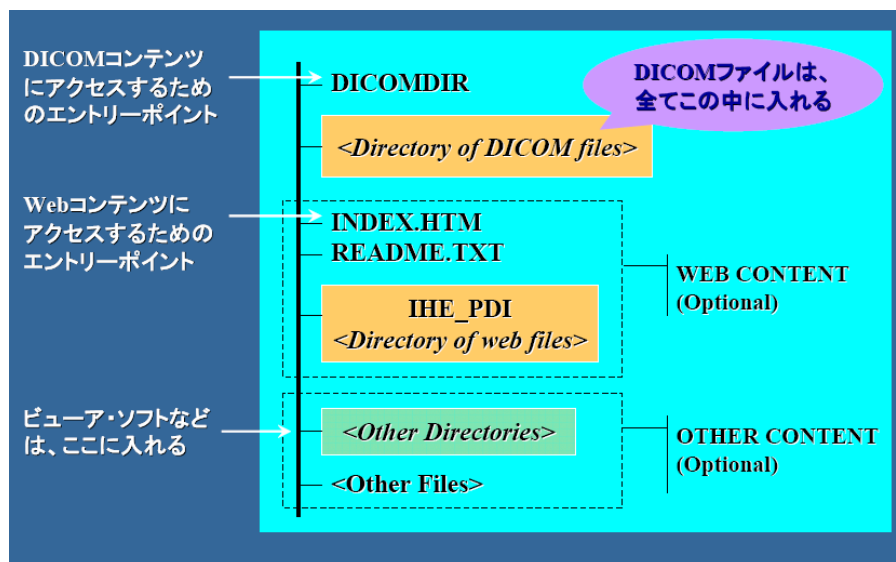 DICOMコンテンツ
にアクセスするため
のエントリーポイント
DICOMDIR
DICOMファイルは、
全てこの中に入れる
<Directory of DICOM files>
Webコンテンツに
アクセスするための
エントリーポイント
INDEX.HTM
README.TXT
IHE_PDI
<Directory of web files>
WEB CONTENT
(Optional)
ビューア・ソフトなど
は、ここに入れる
<Other Directories>
<Other Files>
OTHER CONTENT
(Optional)